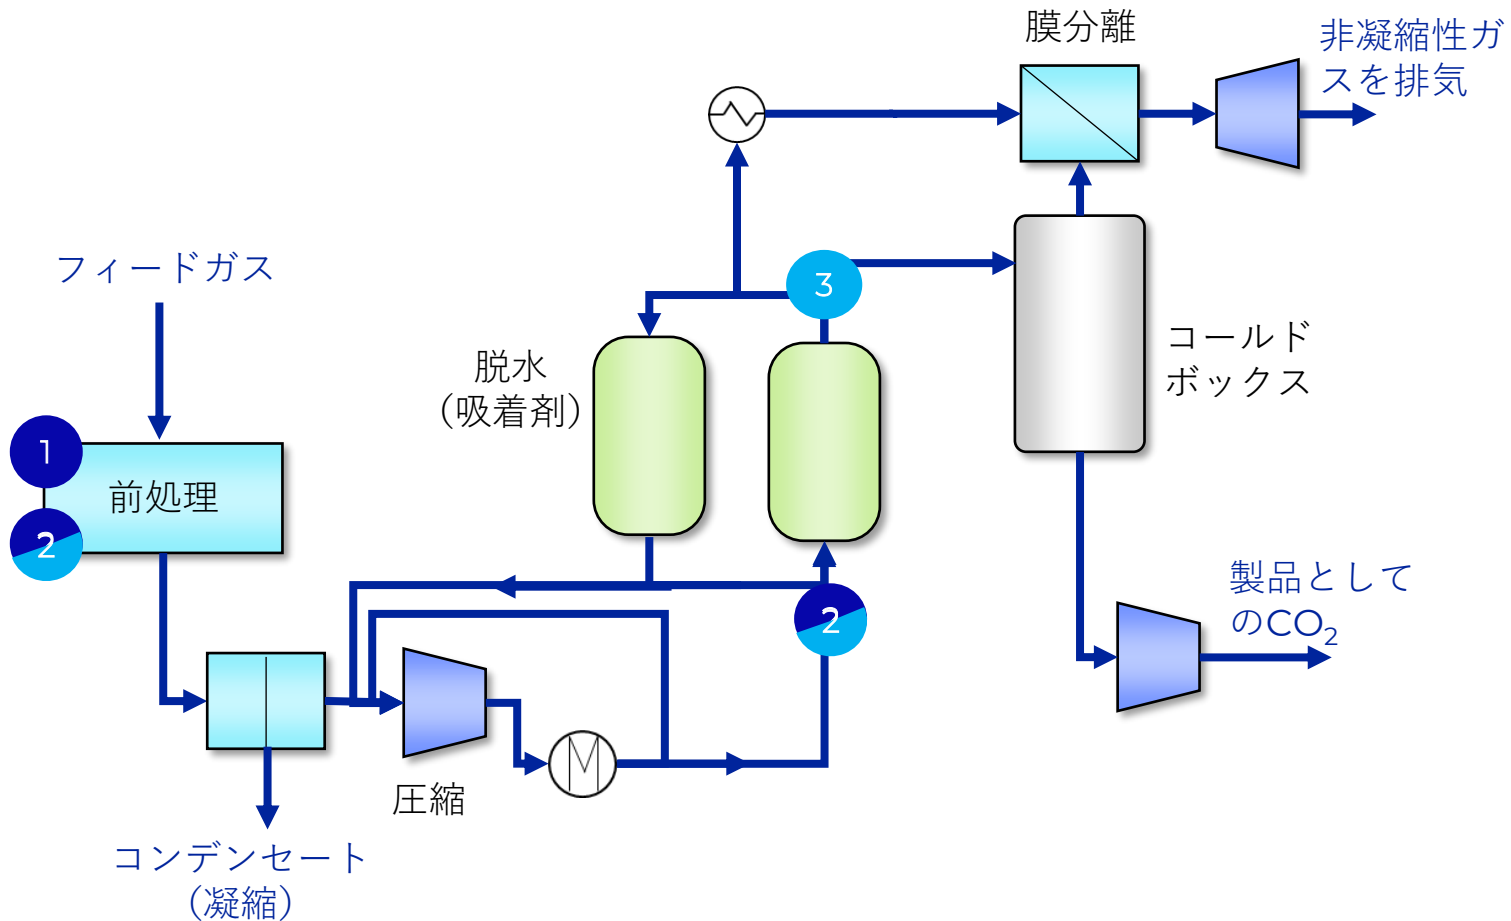 膜分離
非凝縮性ガ
スを排気
フィードガス
3
脱水
(吸着剤)
コールド
ボックス
1
前処理
2
製品として
のCO₂
2
圧縮
コンデンセート
(凝縮)